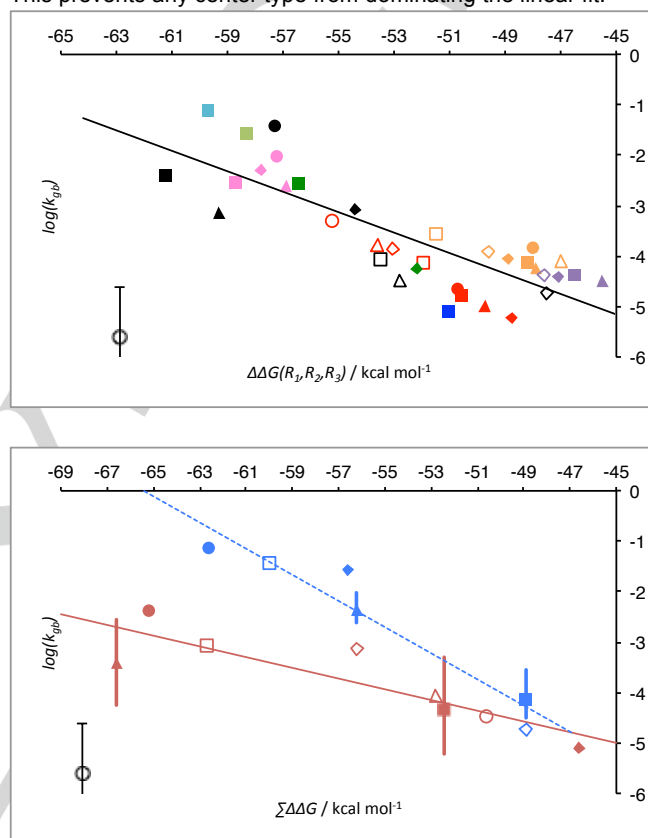 This prevents any center type from dominating the linear fit.
-65 -63 -61 -59 -57 -55 -53 -51 -49 -47 -45
0
-1
-2
-3
-4
-5
-6
log(kgb)
ΔΔG(R1,R2,R3) / kcal mol-1
-69 -67 -65 -63 -61 -59 -57 -55 -53 -51 -49 -47 -45
0
-1
-2
-3
-4
-5
-6
log(kgb)
∑ΔΔG / kcal mol-1